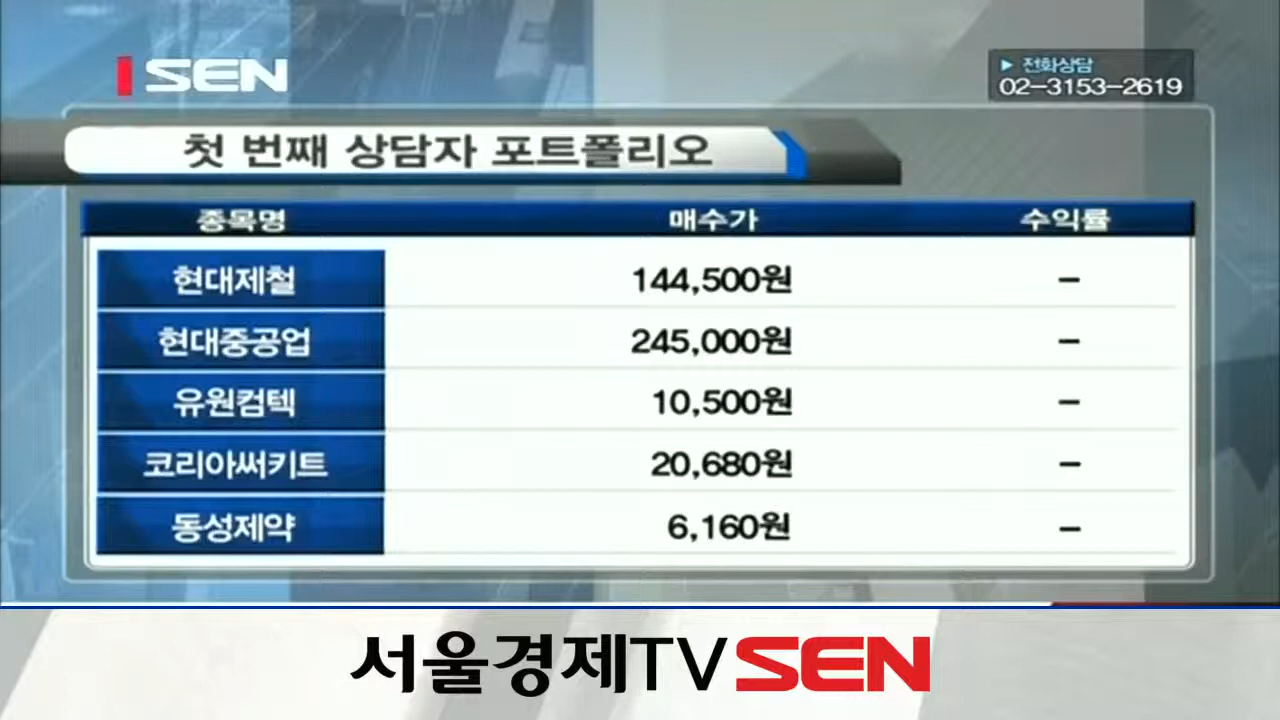 SEN
▶ 전화상담
02-3153-2619
첫 번째 상담자 포트폴리오
종목명 매수가 수익률
현대제철 144,500원 -
현대중공업 245,000원 -
유원컴텍 10,500원 -
코리아써키트 20,680원 -
동성제약 6,160원 -
서울경제TV SEN